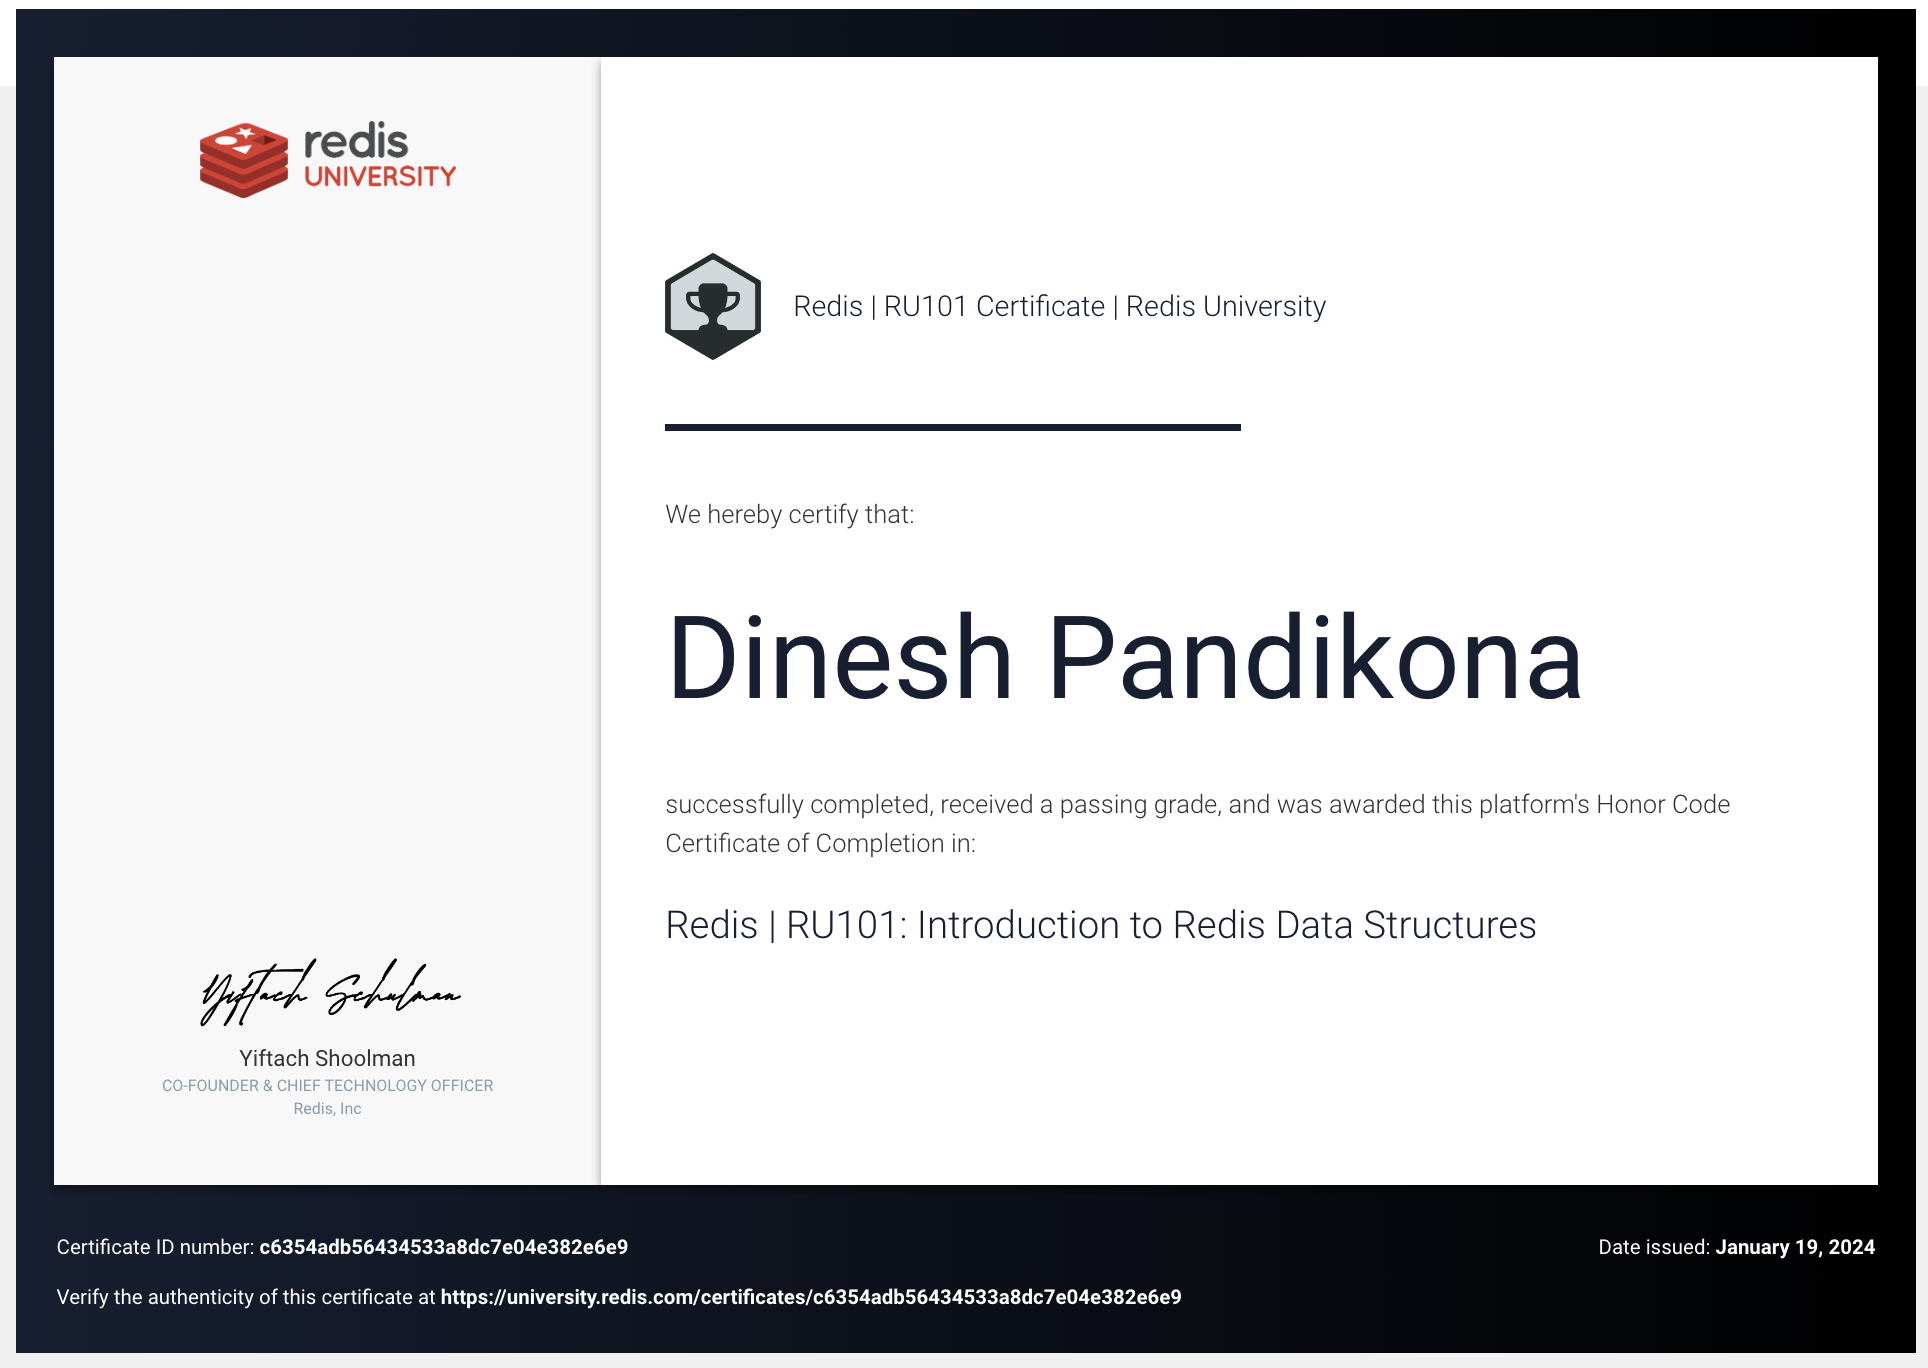 redis
UNIVERSITY
Redis | RU101 Certificate | Redis University
We hereby certify that:
Dinesh Pandikona
successfully completed, received a passing grade, and was awarded this platform's Honor Code
Certificate of Completion in:
Redis | RU101: Introduction to Redis Data Structures
Yiftach Schulman
Yiftach Shoolman
CO-FOUNDER & CHIEF TECHNOLOGY OFFICER
Redis, Inc
Certificate ID number: c6354adb56434533a8dc7e04e382e6e9
Date issued: January 19, 2024
Verify the authenticity of this certificate at https://university.redis.com/certificates/c6354adb56434533a8dc7e04e382e6e9